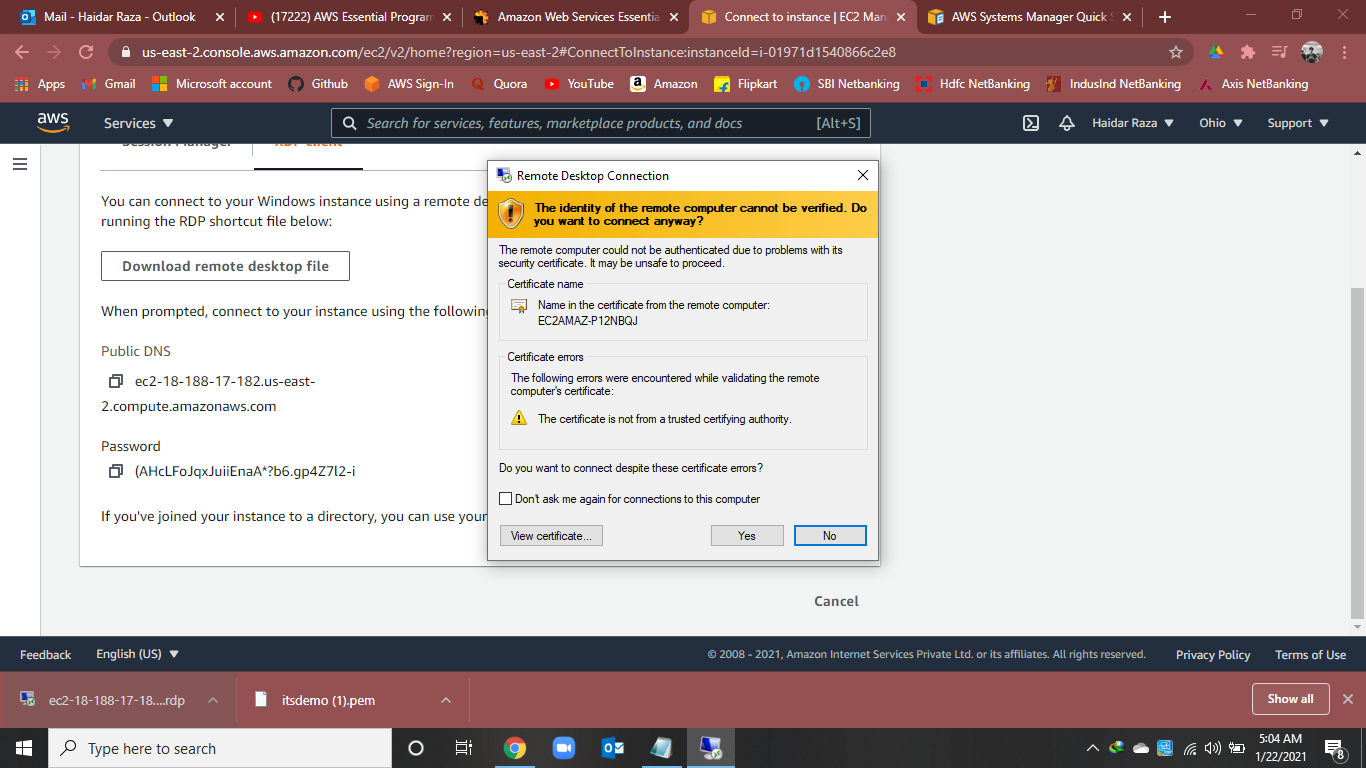 Mail - Haidar Raza - Outlook
(17222) AWS Essential Program
Amazon Web Services Essentia
Connect to instance | EC2 Man
AWS Systems Manager Quick S
us-east-2.console.aws.amazon.com/ec2/v2/home?region=us-east-2#ConnectToInstance:instanceId=i-01971d1540866c2e8
Apps
Gmail
Microsoft account
Github
AWS Sign-In
Quora
YouTube
Amazon
Flipkart
SBI Netbanking
Hdfc NetBanking
IndusInd NetBanking
Axis NetBanking
aws
Services
Search for services, features, marketplace products, and docs
[Alt+S]
Haidar Raza
Ohio
Support
Session Manager
RDP client
You can connect to your Windows instance using a remote de
running the RDP shortcut file below:
Download remote desktop file
When prompted, connect to your instance using the following
Public DNS
ec2-18-188-17-182.us-east-
2.compute.amazonaws.com
Password
(AHcLFoJqxJuiiEnaA*?b6.gp4Z7l2-i
If you've joined your instance to a directory, you can use your
Remote Desktop Connection
The identity of the remote computer cannot be verified. Do
you want to connect anyway?
The remote computer could not be authenticated due to problems with its
security certificate. It may be unsafe to proceed.
Certificate name
Name in the certificate from the remote computer:
EC2AMAZ-P12NBQJ
Certificate errors
The following errors were encountered while validating the remote
computer's certificate:
The certificate is not from a trusted certifying authority.
Do you want to connect despite these certificate errors?
Don't ask me again for connections to this computer
View certificate...
Yes
No
Cancel
Feedback
English (US)
© 2008 - 2021, Amazon Internet Services Private Ltd. or its affiliates. All rights reserved.
Privacy Policy
Terms of Use
ec2-18-188-17-18....rdp
itsdemo (1).pem
Show all
Type here to search
5:04 AM
1/22/2021
8